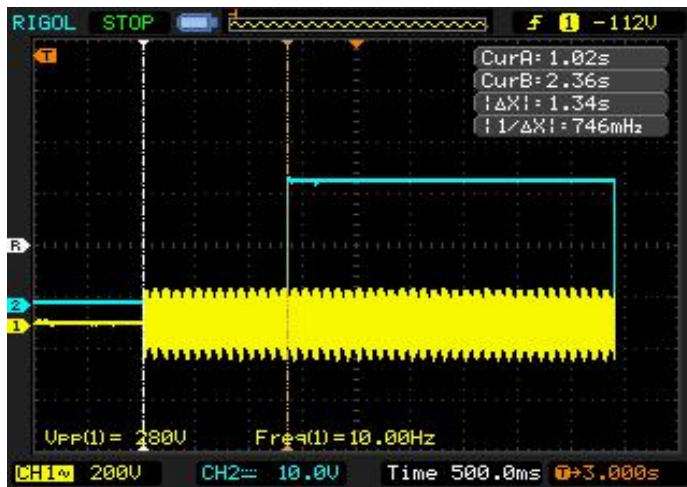 RIGOL STOP 1 -112V
T
CurA: 1.02s
CurB: 2.36s
|ΔX|: 1.34s
|1/ΔX|: 746mHz
R
2
1
Vpp(1)= 280V Freq(1)=10.00Hz
CH1~ 200V CH2 10.0V Time 500.0ms T→3.000s